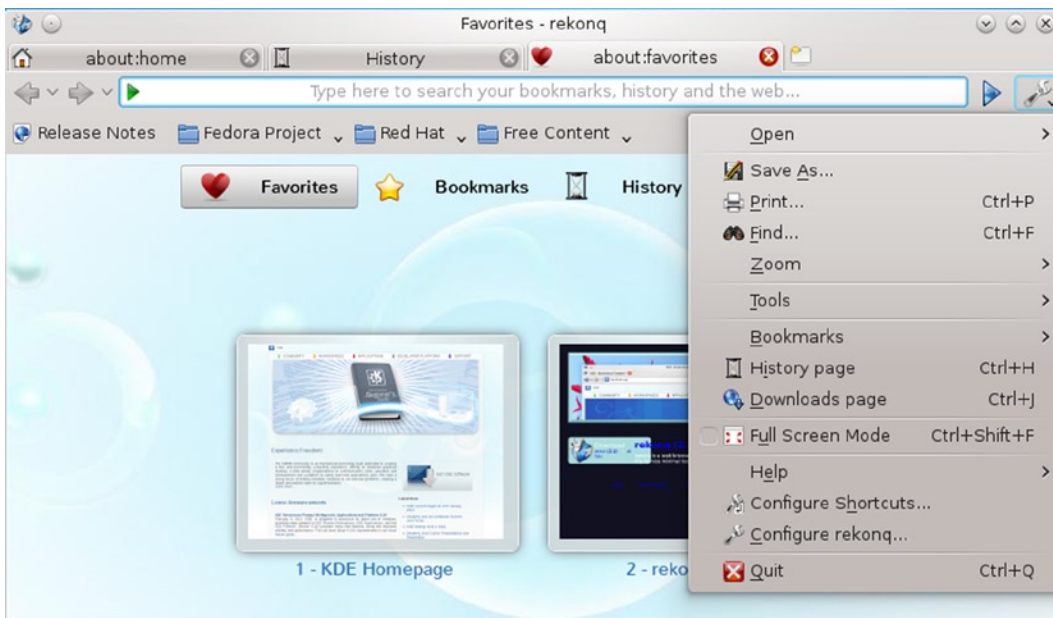 Favorites - rekonq
about:home
History
about:favorites
Type here to search your bookmarks, history and the web...
Release Notes
Fedora Project
Red Hat
Free Content
Favorites
Bookmarks
History
1 - KDE Homepage
2 - reko
Open
Save As...
Print... Ctrl+P
Find... Ctrl+F
Zoom
Tools
Bookmarks
History page Ctrl+H
Downloads page Ctrl+J
Full Screen Mode Ctrl+Shift+F
Help
Configure Shortcuts...
Configure rekonq...
Quit Ctrl+Q